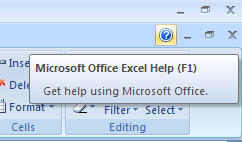 Inse
Microsoft Office Excel Help (F1)
Dele
Get help using Microsoft Office.
Format
Filter Select
Cells Editing